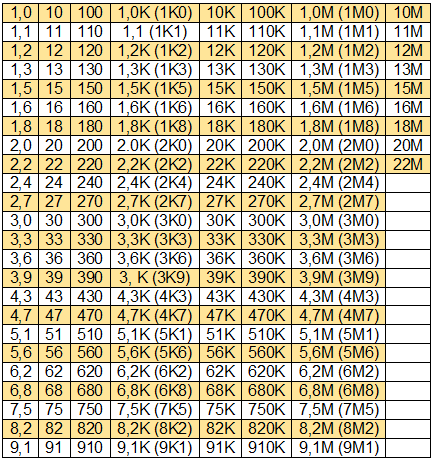 1,0 10 100 1,0K (1K0) 10K 100K 1,0M (1M0) 10M
1,1 11 110 1,1 (1K1) 11K 110K 1,1M (1M1) 11M
1,2 12 120 1,2K (1K2) 12K 120K 1,2M (1M2) 12M
1,3 13 130 1,3K (1K3) 13K 130K 1,3M (1M3) 13M
1,5 15 150 1,5K (1K5) 15K 150K 1,5M (1M5) 15M
1,6 16 160 1,6K (1K6) 16K 160K 1,6M (1M6) 16M
1,8 18 180 1,8K (1K8) 18K 180K 1,8M (1M8) 18M
2,0 20 200 2.0K (2K0) 20K 200K 2,0M (2M0) 20M
2,2 22 220 2,2K (2K2) 22K 220K 2,2M (2M2) 22M
2,4 24 240 2,4K (2K4) 24K 240K 2,4M (2M4)
2,7 27 270 2,7K (2K7) 27K 270K 2,7M (2M7)
3,0 30 300 3,0K (3K0) 30K 300K 3,0M (3M0)
3,3 33 330 3,3K (3K3) 33K 330K 3,3M (3M3)
3,6 36 360 3,6K (3K6) 36K 360K 3,6M (3M6)
3,9 39 390 3, K (3K9) 39K 390K 3,9M (3M9)
4,3 43 430 4,3K (4K3) 43K 430K 4,3M (4M3)
4,7 47 470 4,7K (4K7) 47K 470K 4,7M (4M7)
5,1 51 510 5,1K (5K1) 51K 510K 5,1M (5M1)
5,6 56 560 5,6K (5K6) 56K 560K 5,6M (5M6)
6,2 62 620 6,2K (6K2) 62K 620K 6,2M (6M2)
6,8 68 680 6,8K (6K8) 68K 680K 6,8M (6M8)
7,5 75 750 7,5K (7K5) 75K 750K 7,5M (7M5)
8,2 82 820 8,2K (8K2) 82K 820K 8,2M (8M2)
9,1 91 910 9,1K (9K1) 91K 910K 9,1M (9M1)